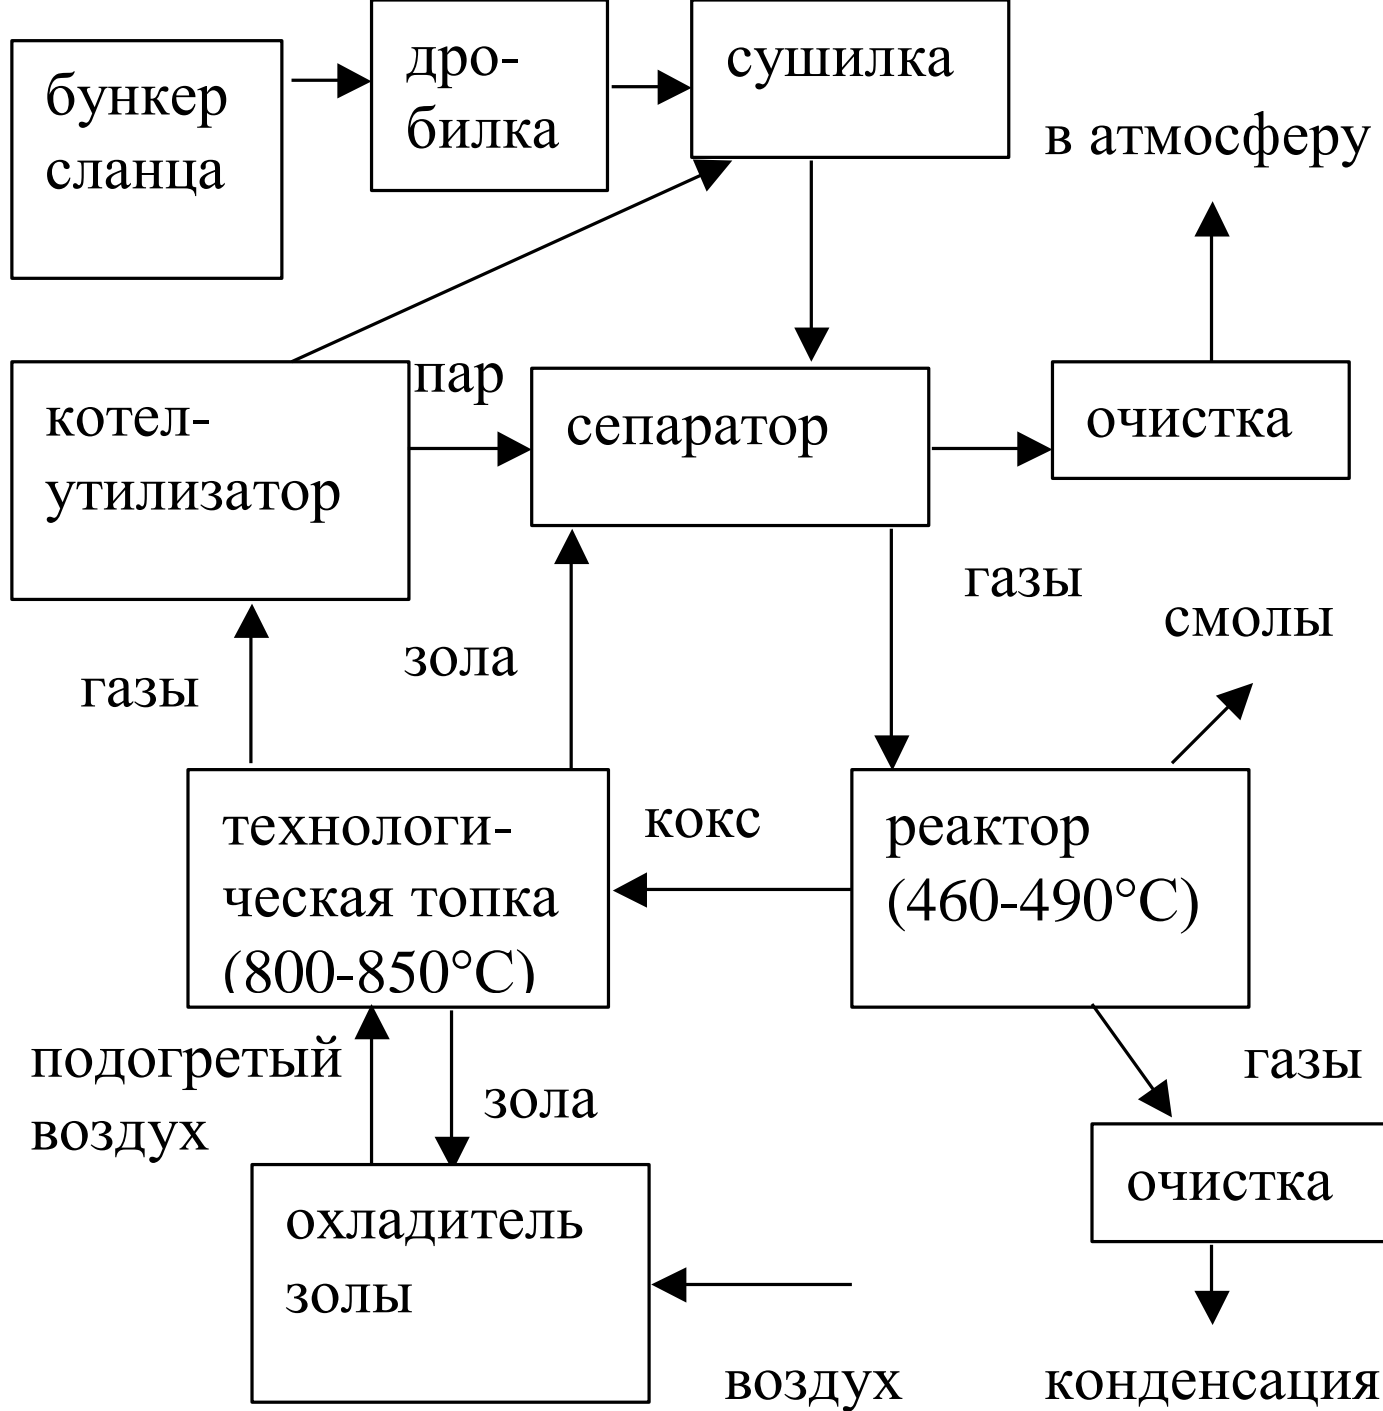 бункер
сланца
дро-
билка
сушилка
в атмосферу
котел-
утилизатор
пар
сепаратор
очистка
газы
зола
газы
смолы
технологи-
ческая топка
(800-850°С)
кокс
реактор
(460-490°С)
подогретый
воздух
зола
газы
очистка
охладитель
золы
воздух
конденсация